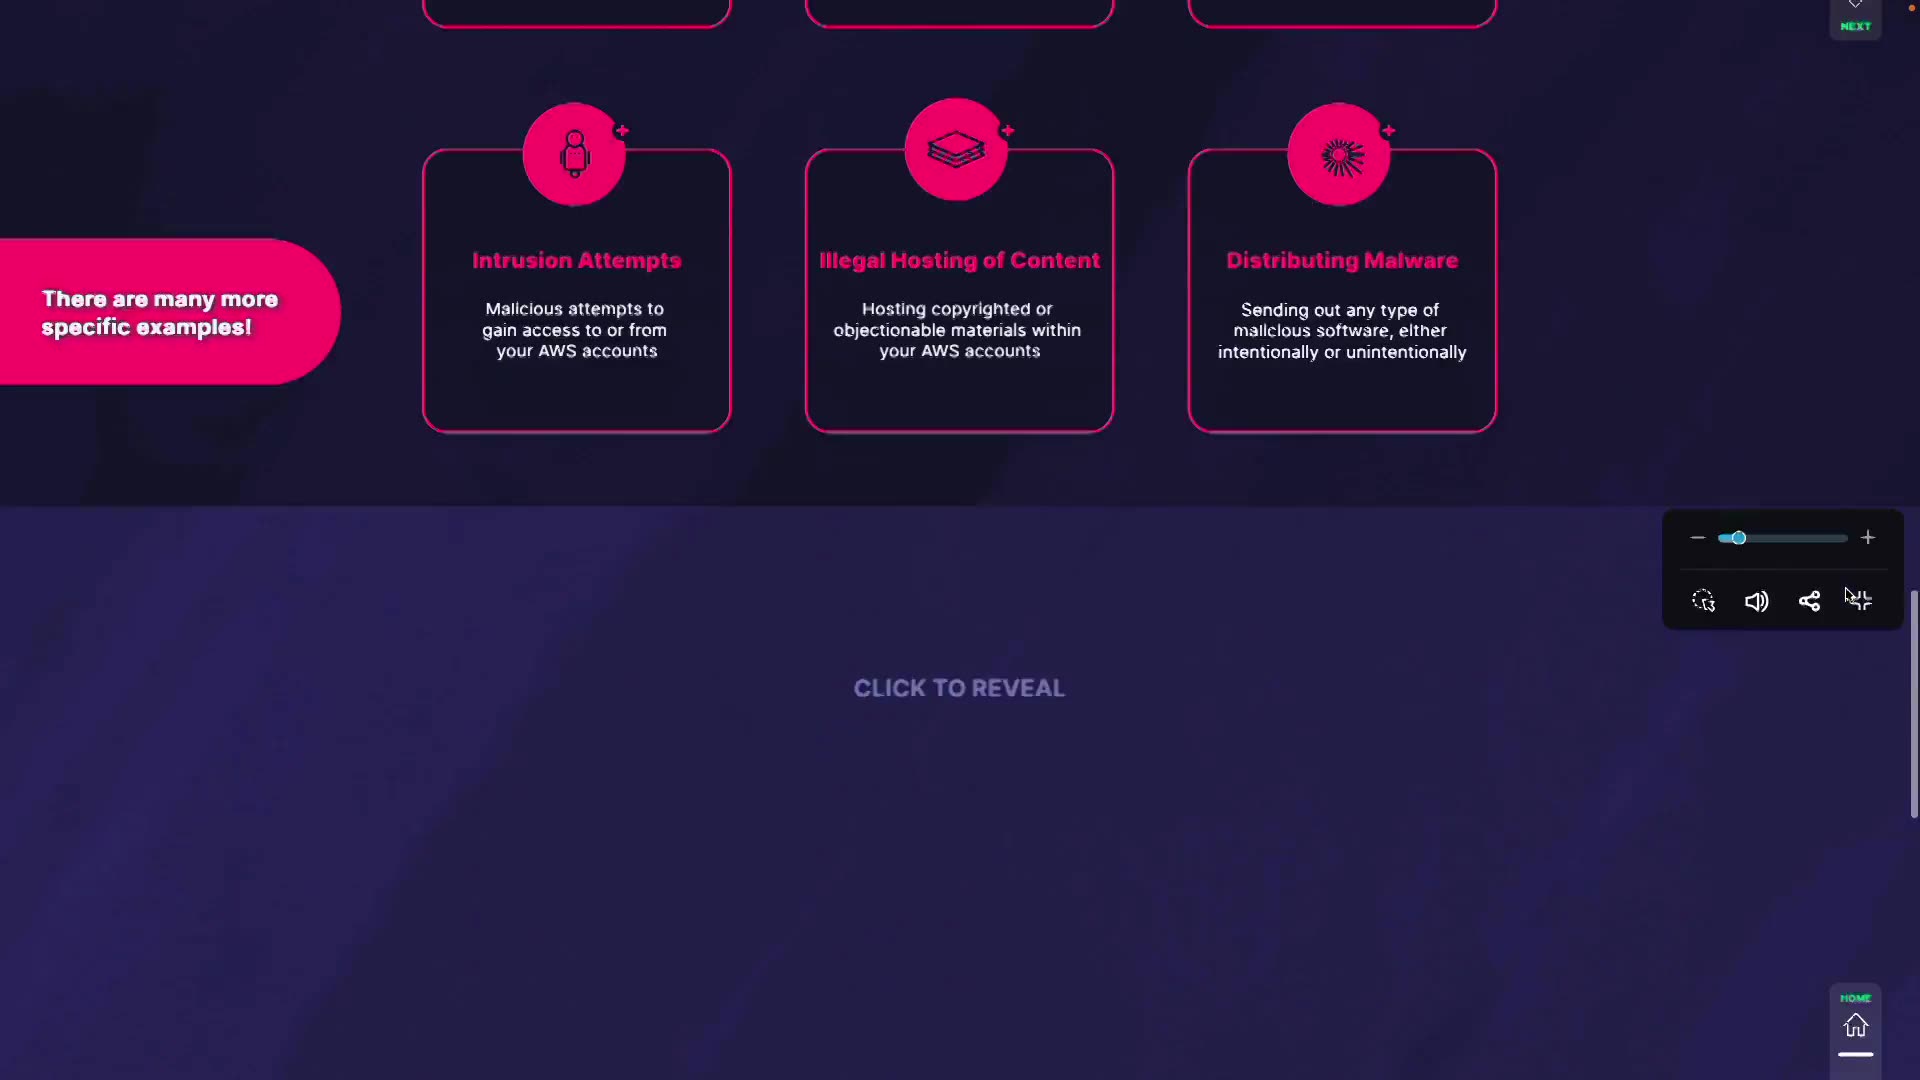 NEXT
There are many more
specific examples!
Intrusion Attempts
Malicious attempts to
gain access to or from
your AWS accounts
Illegal Hosting of Content
Hosting copyrighted or
objectionable materials within
your AWS accounts
Distributing Malware
Sending out any type of
malicious software, either
intentionally or unintentionally
CLICK TO REVEAL
HOME